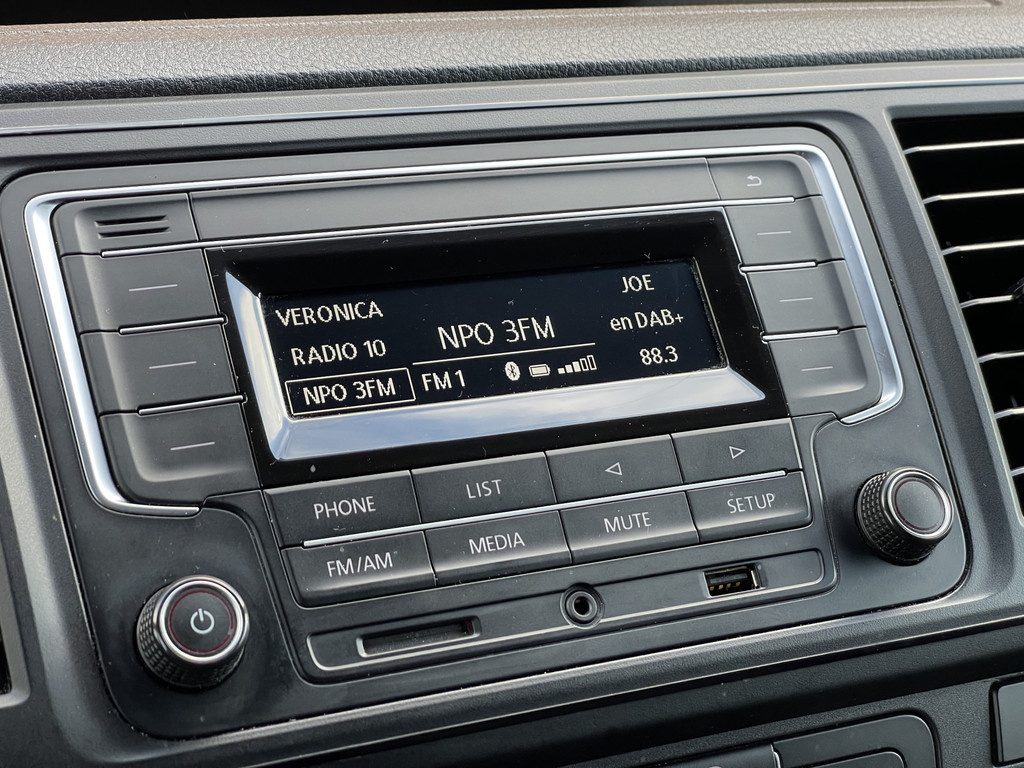 VERONICA
RADIO 10
NPO 3FM
NPO 3FM
FM 1
JOE
en DAB+
88.3
PHONE
LIST
FM/AM
MEDIA
MUTE
SETUP